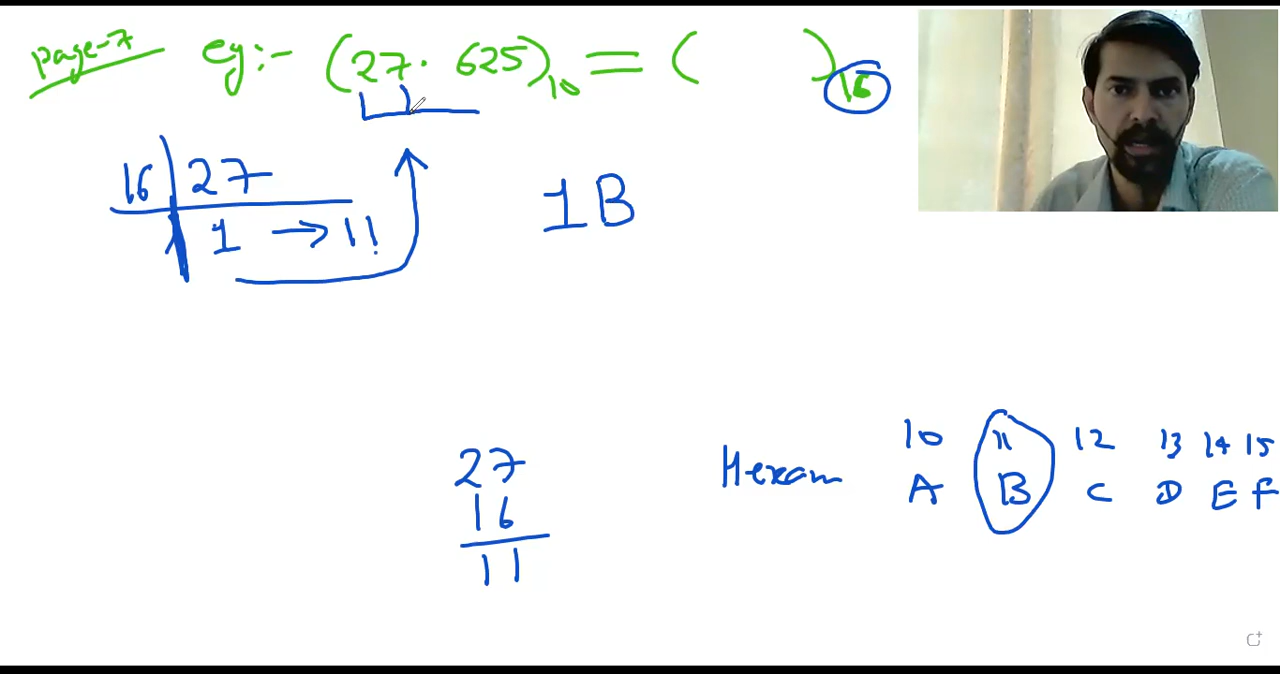 page-7 eg:- (27.625)10 = ( )16
16 27
1 → 11
1B
27
16
11
Hexam
10 11 12 13 14 15
A B C D E F